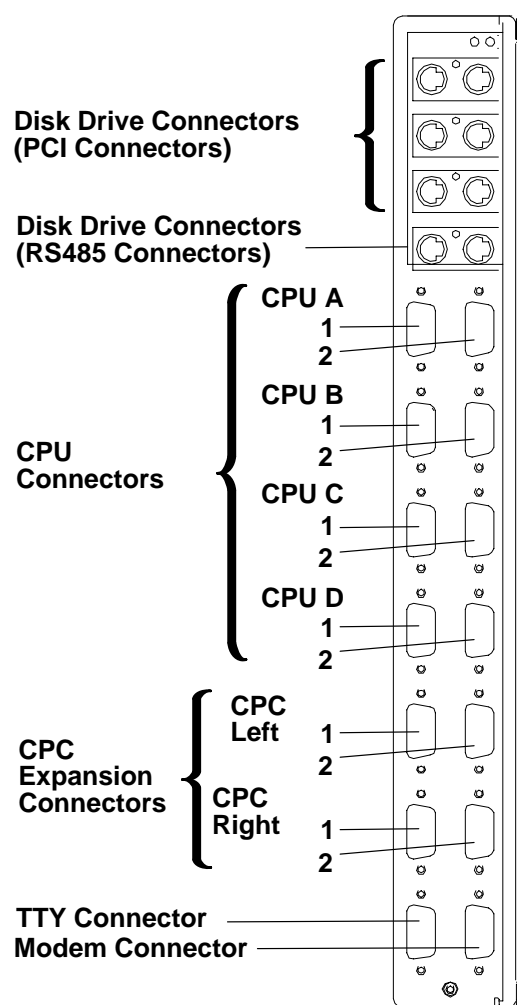 Disk Drive Connectors
(PCI Connectors)
Disk Drive Connectors
(RS485 Connectors)
CPU
Connectors
CPU A
1
2
CPU B
1
2
CPU C
1
2
CPU D
1
2
CPC
Expansion
Connectors
CPC
Left
1
2
CPC
Right
1
2
TTY Connector
Modem Connector